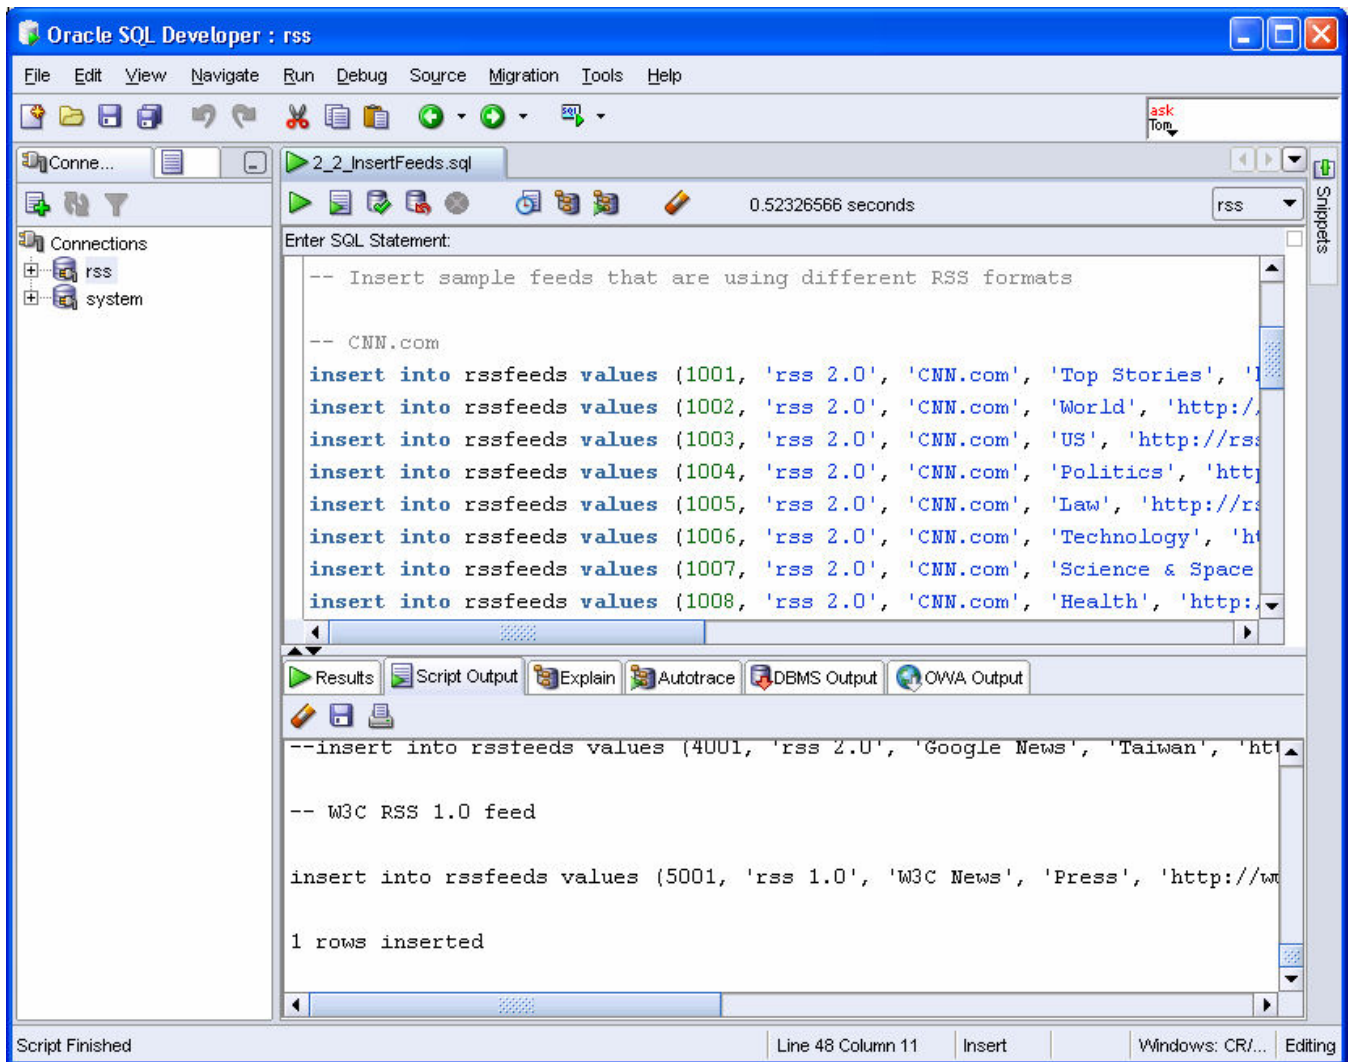 Oracle SQL Developer : rss
File Edit View Navigate Run Debug Source Migration Tools Help
ask
Tom
Conne...
2_2_InsertFeeds.sql
0.52326566 seconds
rss
Snippets
Connections
rss
system
Enter SQL Statement:
-- Insert sample feeds that are using different RSS formats
-- CNN.com
insert into rssfeeds values (1001, 'rss 2.0', 'CNN.com', 'Top Stories', '
insert into rssfeeds values (1002, 'rss 2.0', 'CNN.com', 'World', 'http:/
insert into rssfeeds values (1003, 'rss 2.0', 'CNN.com', 'US', 'http://rs
insert into rssfeeds values (1004, 'rss 2.0', 'CNN.com', 'Politics', 'htt
insert into rssfeeds values (1005, 'rss 2.0', 'CNN.com', 'Law', 'http://r
insert into rssfeeds values (1006, 'rss 2.0', 'CNN.com', 'Technology', 'h
insert into rssfeeds values (1007, 'rss 2.0', 'CNN.com', 'Science & Space
insert into rssfeeds values (1008, 'rss 2.0', 'CNN.com', 'Health', 'http:
Results Script Output Explain Autotrace DBMS Output OWA Output
--insert into rssfeeds values (4001, 'rss 2.0', 'Google News', 'Taiwan', 'ht
-- W3C RSS 1.0 feed
insert into rssfeeds values (5001, 'rss 1.0', 'W3C News', 'Press', 'http://w
1 rows inserted
Script Finished
Line 48 Column 11
Insert
Windows: CR/...
Editing